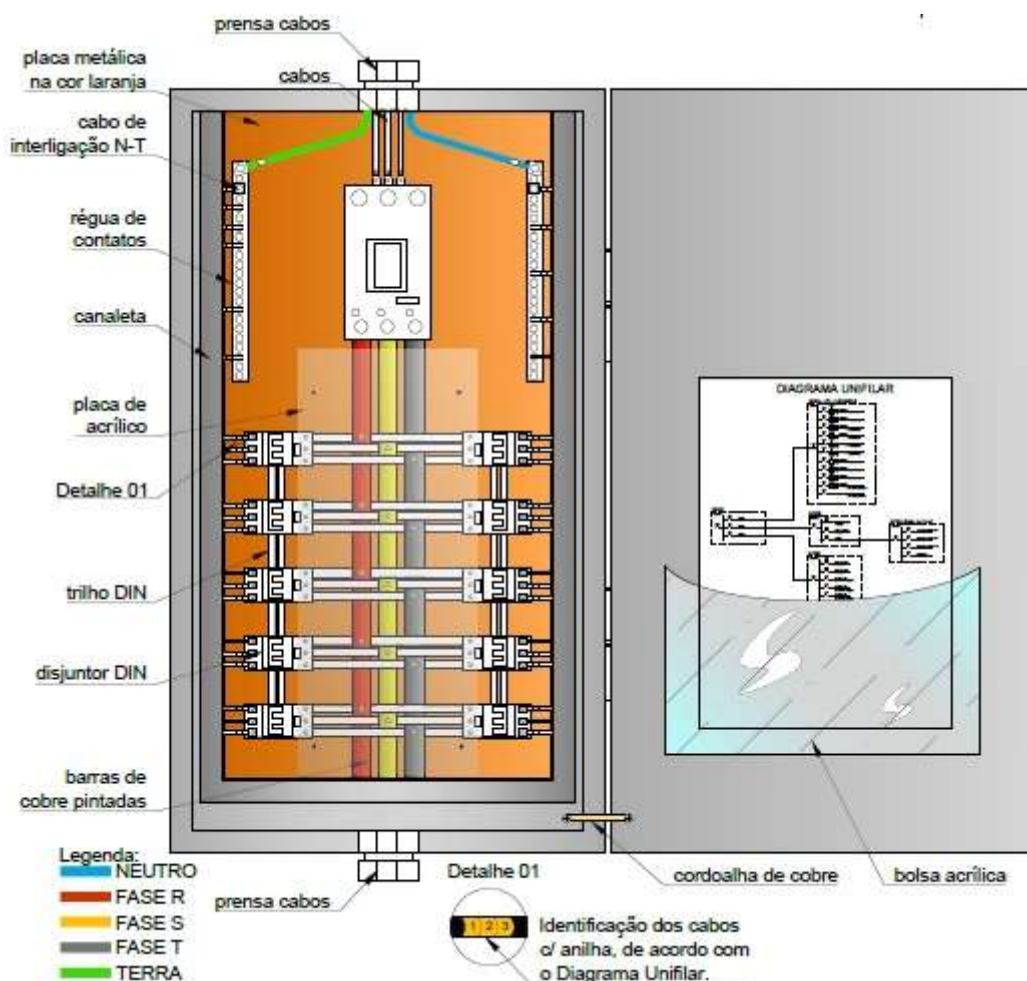 prensa cabos
placa metálica
na cor laranja
cabos
cabo de
interligação N-T
régua de
contatos
canaleta
placa de
acrílico
Detalhe 01
trilho DIN
disjuntor DIN
barras de
cobre pintadas
DIAGRAMA UNIFILAR
Legenda:
NEUTRO
FASE R
FASE S
FASE T
TERRA
prensa cabos
Detalhe 01
1 2 3
Identificação dos cabos
c/ anilha, de acordo com
o Diagrama Unifilar.
cordoalha de cobre
bolsa acrílica